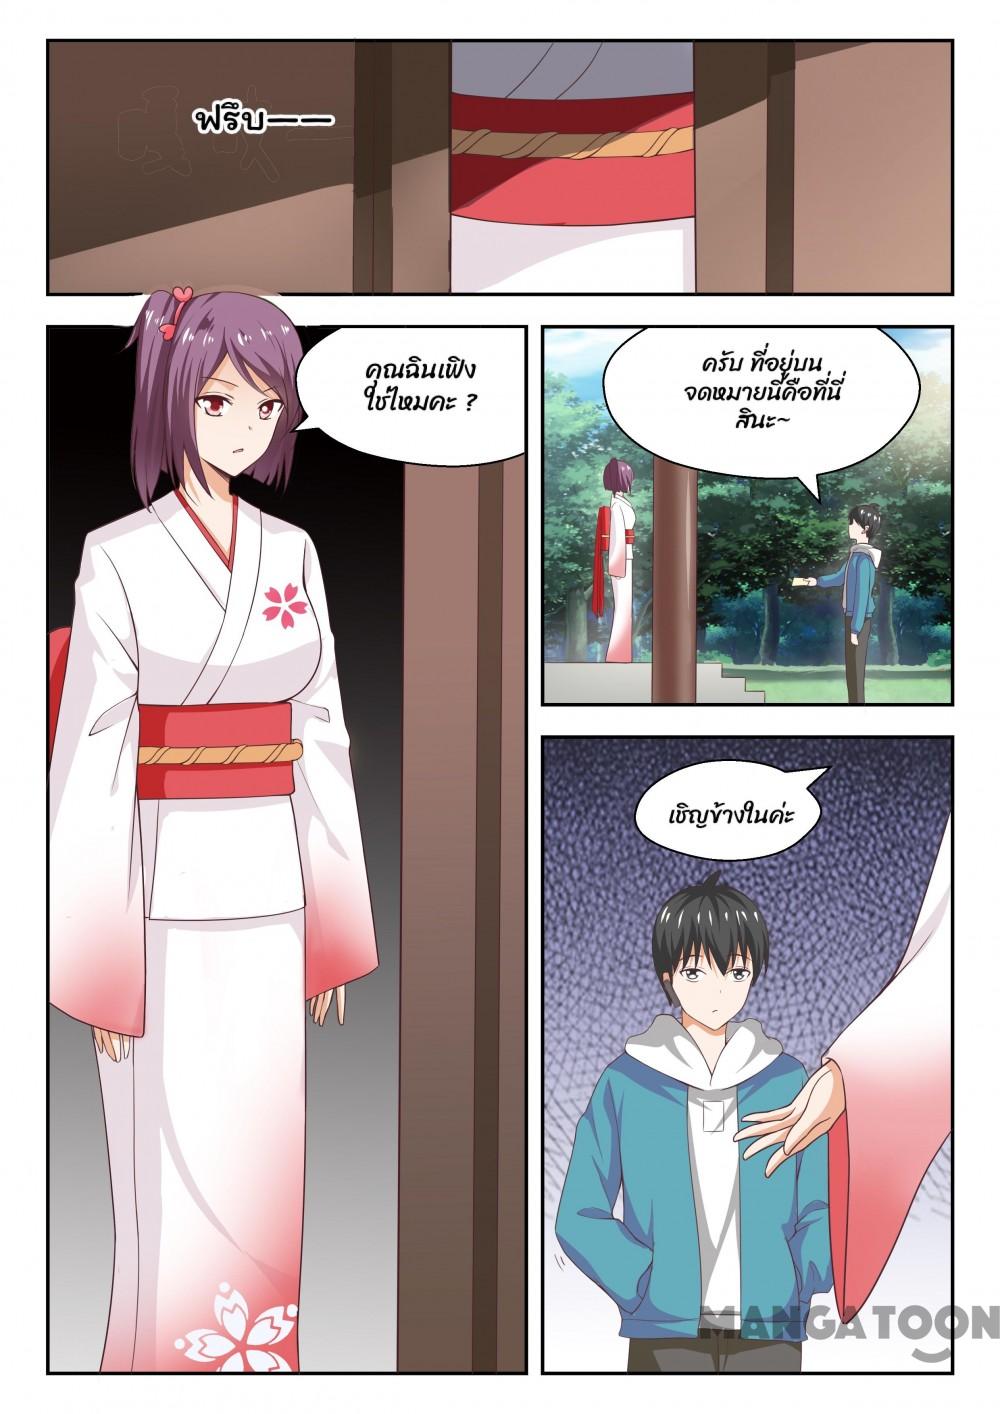 ฟรึบ——
คุณฉินเฟิง
ใช่ไหมคะ ?
ครับ ที่อยู่บน
จดหมายนี้คือที่นี่
สินะ~
เชิญข้างในค่ะ
MANGATOON